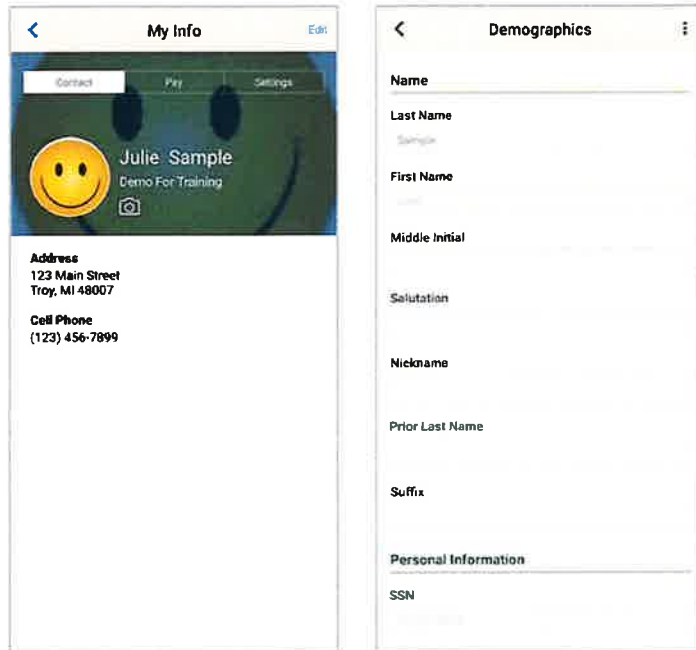 My Info
Edit
Contact
Pay
Settings
Julie Sample
Demo For Training
Address
123 Main Street
Troy, MI 48007
Cell Phone
(123) 456-7899
Demographics
Name
Last Name
Sample
First Name
Middle Initial
Salutation
Nickname
Prior Last Name
Suffix
Personal Information
SSN